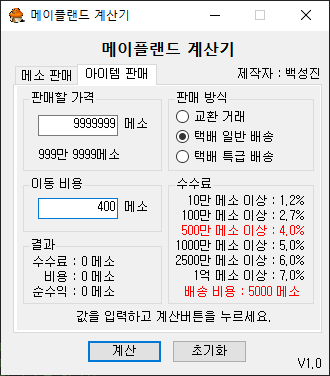 메이플랜드 계산기
메이플랜드 계산기
메소 판매
아이템 판매
제작자 : 백성진
판매할 가격
9999999 메소
999만 9999메소
판매 방식
교환 거래
택배 일반 배송
택배 특급 배송
이동 비용
400 메소
수수료
10만 메소 이상 : 1,2%
100만 메소 이상 : 2,7%
500만 메소 이상 : 4,0%
1000만 메소 이상 : 5,0%
2500만 메소 이상 : 6,0%
1억 메소 이상 : 7,0%
배송 비용 : 5000 메소
결과
수수료 : 0 메소
비용 : 0 메소
순수익 : 0 메소
값을 입력하고 계산버튼을 누르세요.
계산
초기화
V1.0